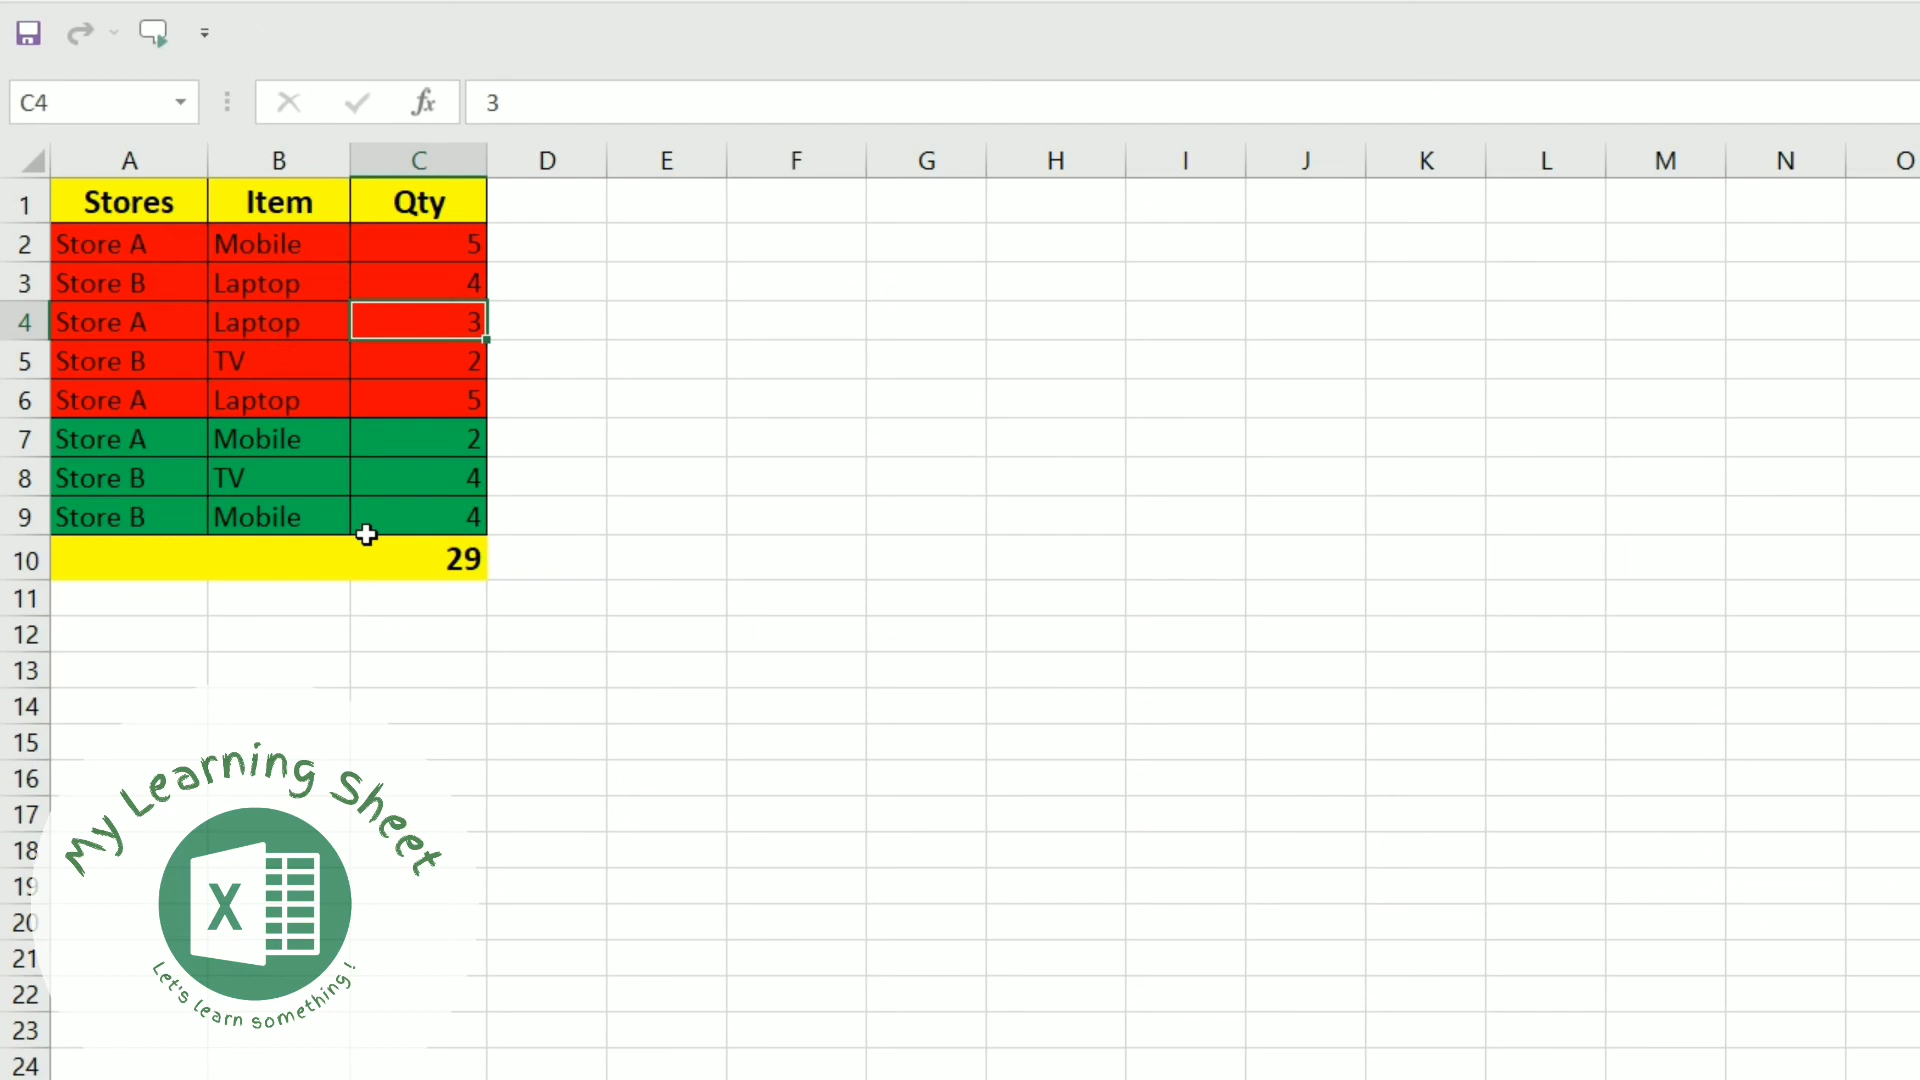 C4
fx
3
A B C D E F G H I J K L M N O
1 Stores Item Qty
2 Store A Mobile 5
3 Store B Laptop 4
4 Store A Laptop 3
5 Store B TV 2
6 Store A Laptop 5
7 Store A Mobile 2
8 Store B TV 4
9 Store B Mobile 4
10 29
11
12
13
14
15
16
17
18
19
20
21
22
23
24
My Learning Sheet
X
Let's learn something!